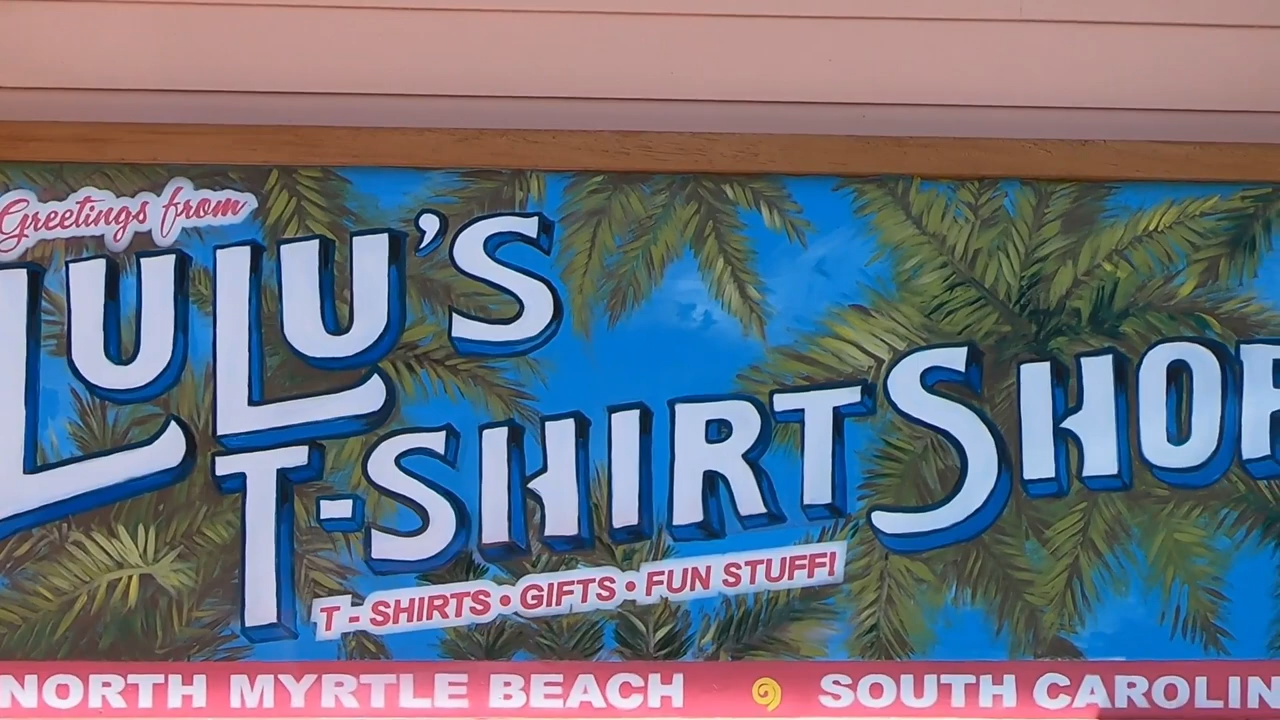 Greetings from
LULU'S
T-SHIRT SHOP
T - SHIRTS • GIFTS • FUN STUFF!
NORTH MYRTLE BEACH SOUTH CAROLIN